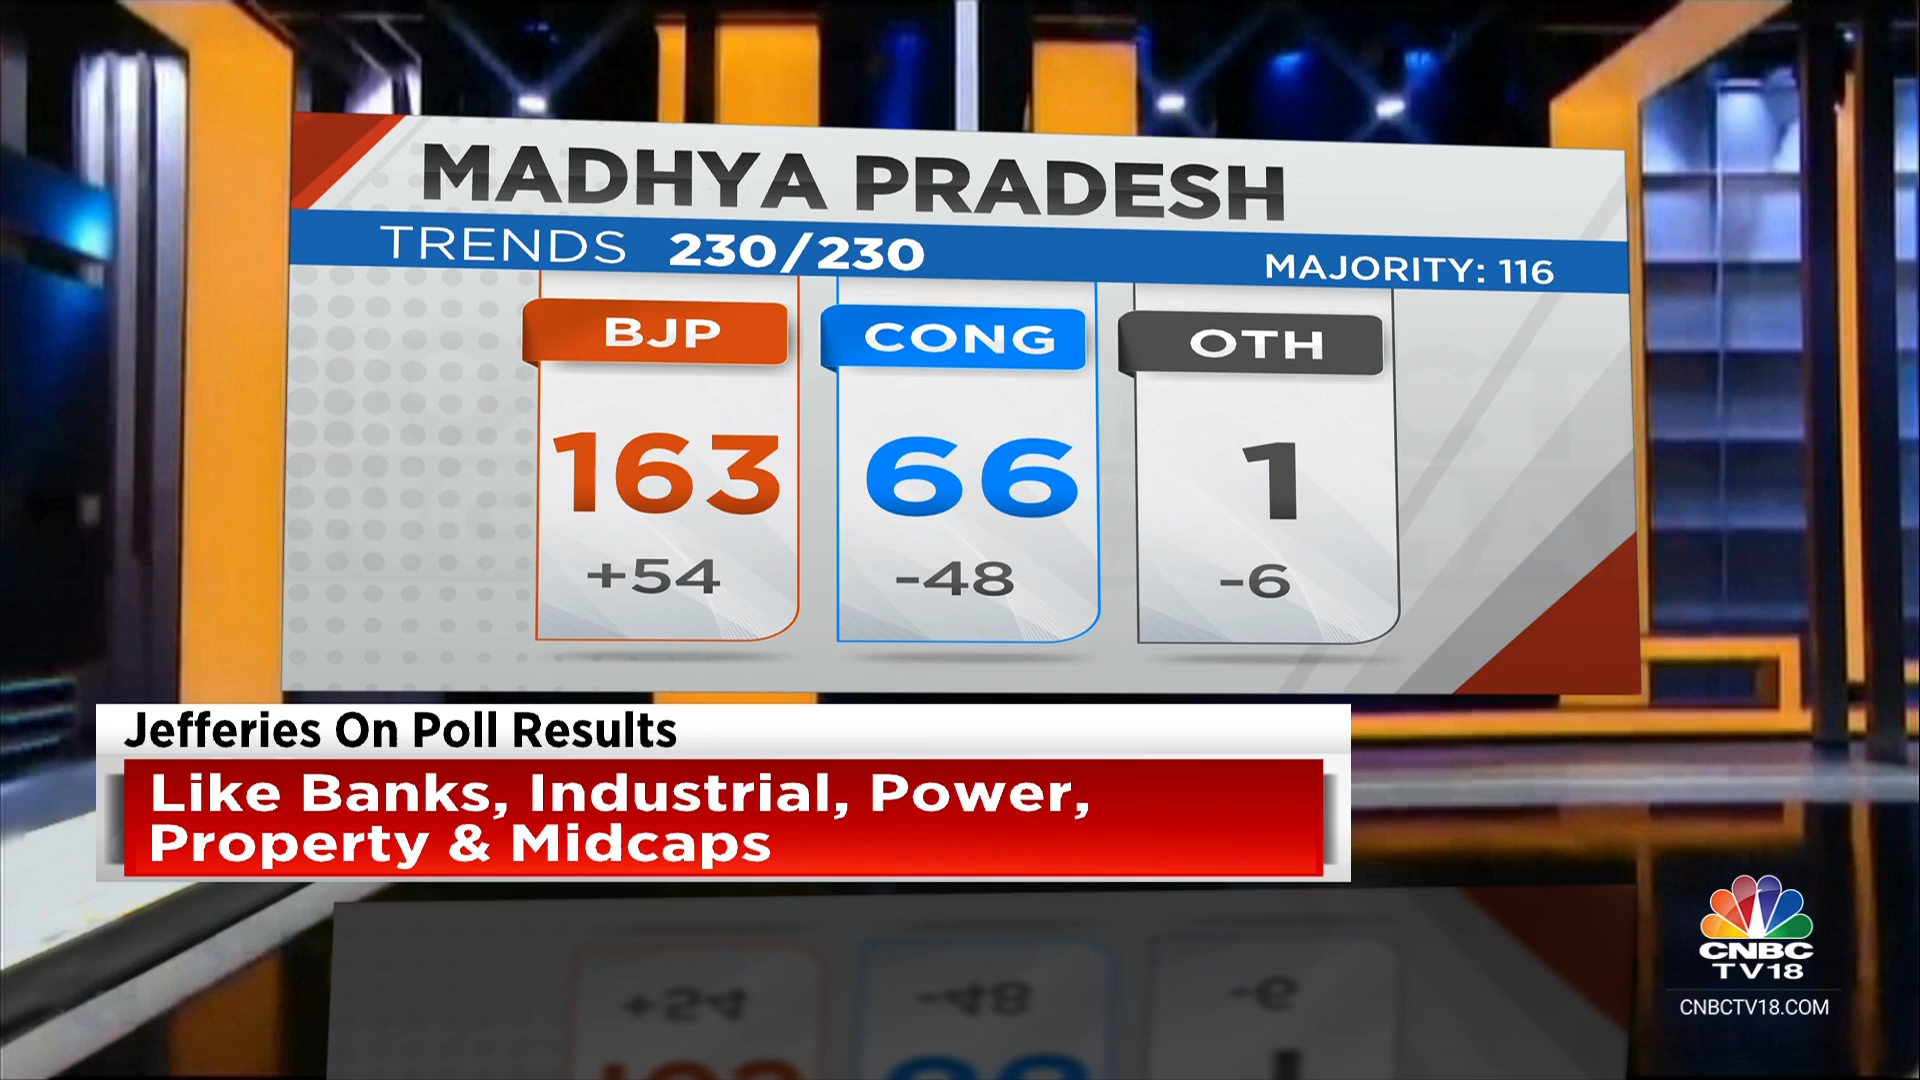 MADHYA PRADESH
TRENDS 230/230 MAJORITY: 116
BJP CONG OTH
163 66 1
+54 -48 -6
Jefferies On Poll Results
Like Banks, Industrial, Power,
Property & Midcaps
CNBC
TV18
CNBCTV18.COM